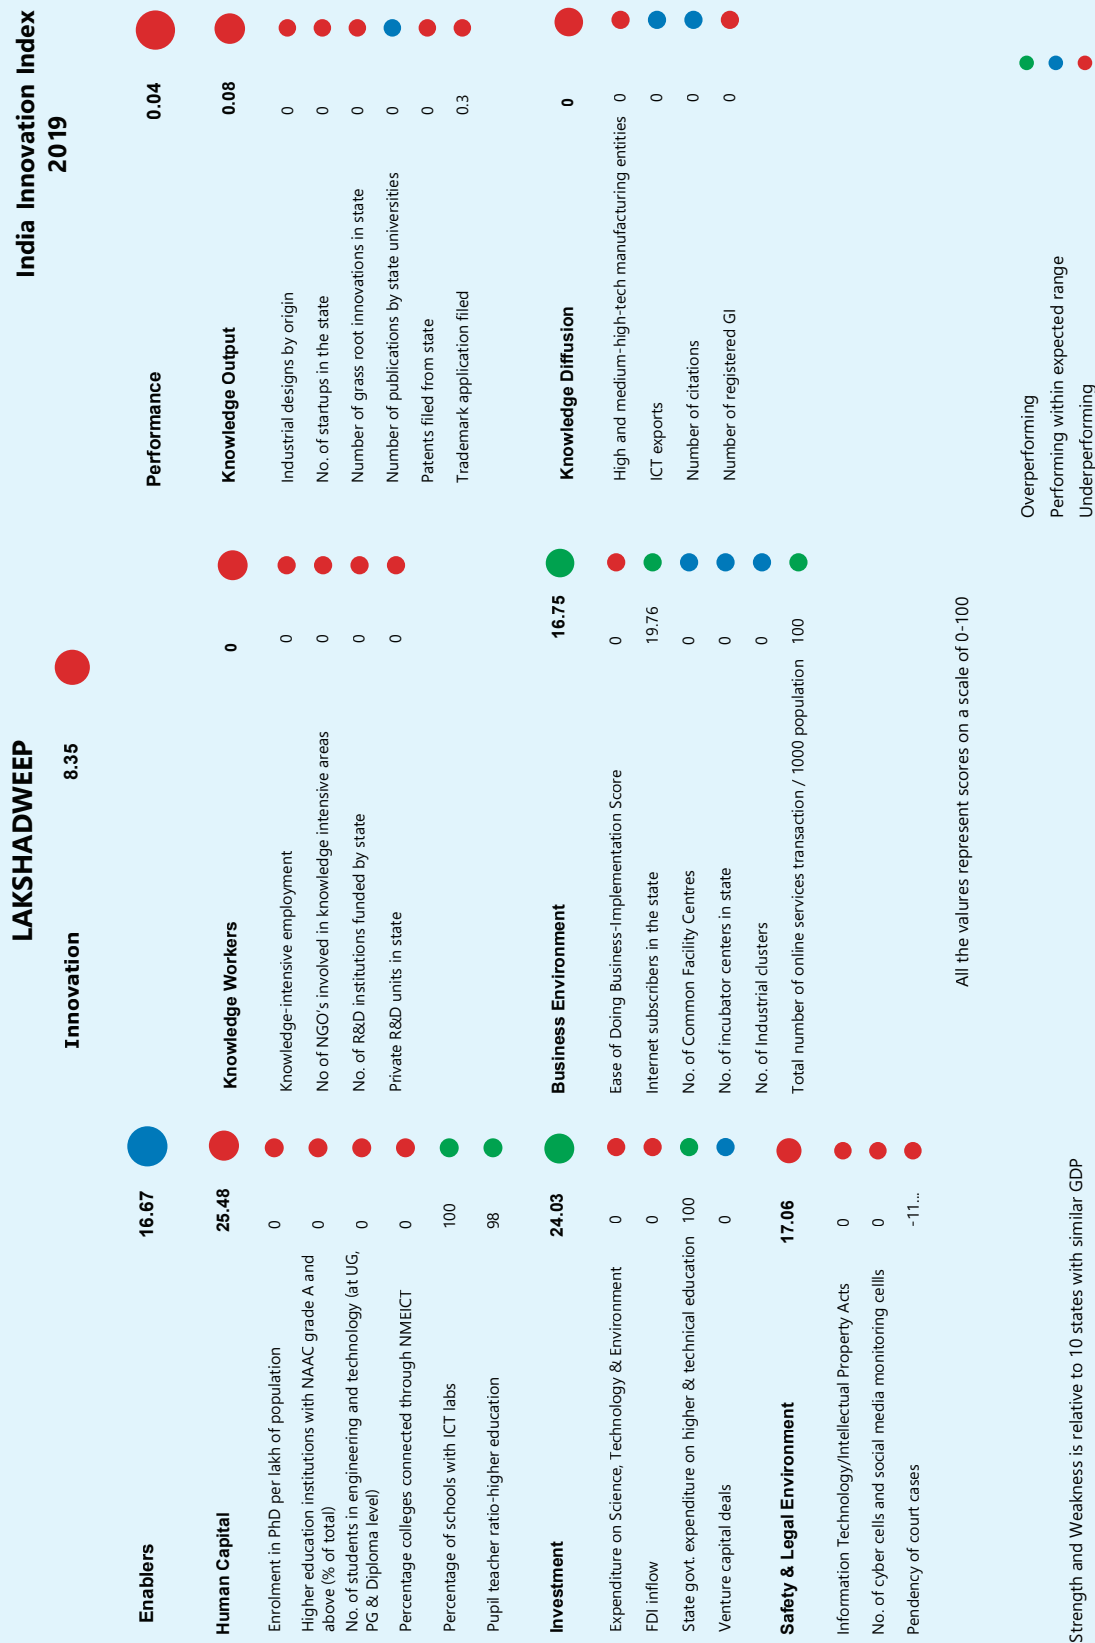 LAKSHADWEEP
India Innovation Index
2019
Innovation 8.35
Enablers 16.67
Human Capital 25.48
Enrolment in PhD per lakh of population 0
Higher education institutions with NAAC grade A and
above (% of total) 0
No. of students in engineering and technology (at UG,
PG & Diploma level) 0
Percentage colleges connected through NMEICT 0
Percentage of schools with ICT labs 100
Pupil teacher ratio-higher education 98
Investment 24.03
Expenditure on Science, Technology & Environment 0
FDI inflow 0
State govt. expenditure on higher & technical education 100
Venture capital deals 0
Safety & Legal Environment 17.06
Information Technology/Intellectual Property Acts 0
No. of cyber cells and social media monitoring cellls 0
Pendency of court cases -11...
Knowledge Workers 0
Knowledge-intensive employment 0
No of NGO's involved in knowledge intensive areas 0
No. of R&D institutions funded by state 0
Private R&D units in state 0
Business Environment 16.75
Ease of Doing Business-Implementation Score 0
Internet subscribers in the state 19.76
No. of Common Facility Centres 0
No. of incubator centers in state 0
No. of Industrial clusters 0
Total number of online services transaction / 1000 population 100
Performance 0.04
Knowledge Output 0.08
Industrial designs by origin 0
No. of startups in the state 0
Number of grass root innovations in state 0
Number of publications by state universities 0
Patents filed from state 0
Trademark application filed 0.3
Knowledge Diffusion 0
High and medium-high-tech manufacturing entities 0
ICT exports 0
Number of citations 0
Number of registered GI 0
All the valures represent scores on a scale of 0-100
Overperforming
Performing within expected range
Underperforming
Strength and Weakness is relative to 10 states with similar GDP